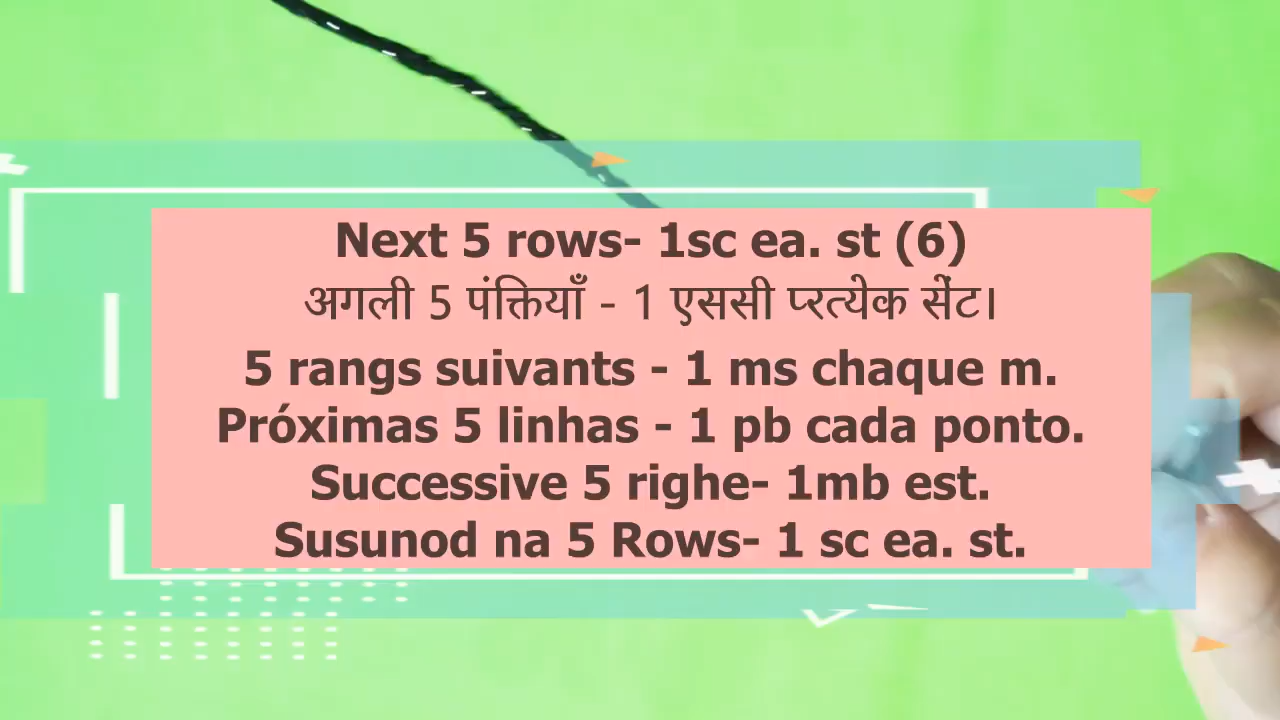 Next 5 rows- 1sc ea. st (6)
अगली 5 पंक्तियाँ - 1 एससी प्रत्येक सेंट।
5 rangs suivants - 1 ms chaque m.
Próximas 5 linhas - 1 pb cada ponto.
Successive 5 righe- 1mb est.
Susunod na 5 Rows- 1 sc ea. st.